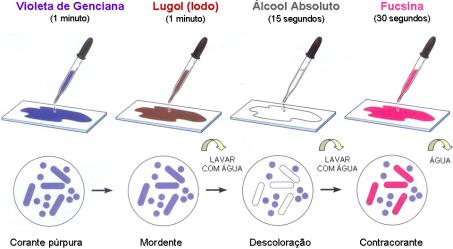 Violeta de Genciana
(1 minuto)
Lugol (Iodo)
(1 minuto)
Álcool Absoluto
(15 segundos)
Fucsina
(30 segundos)
LAVAR
COM ÁGUA
LAVAR
COM ÁGUA
ÁGUA
Corante púrpura
Mordente
Descoloração
Contracorante